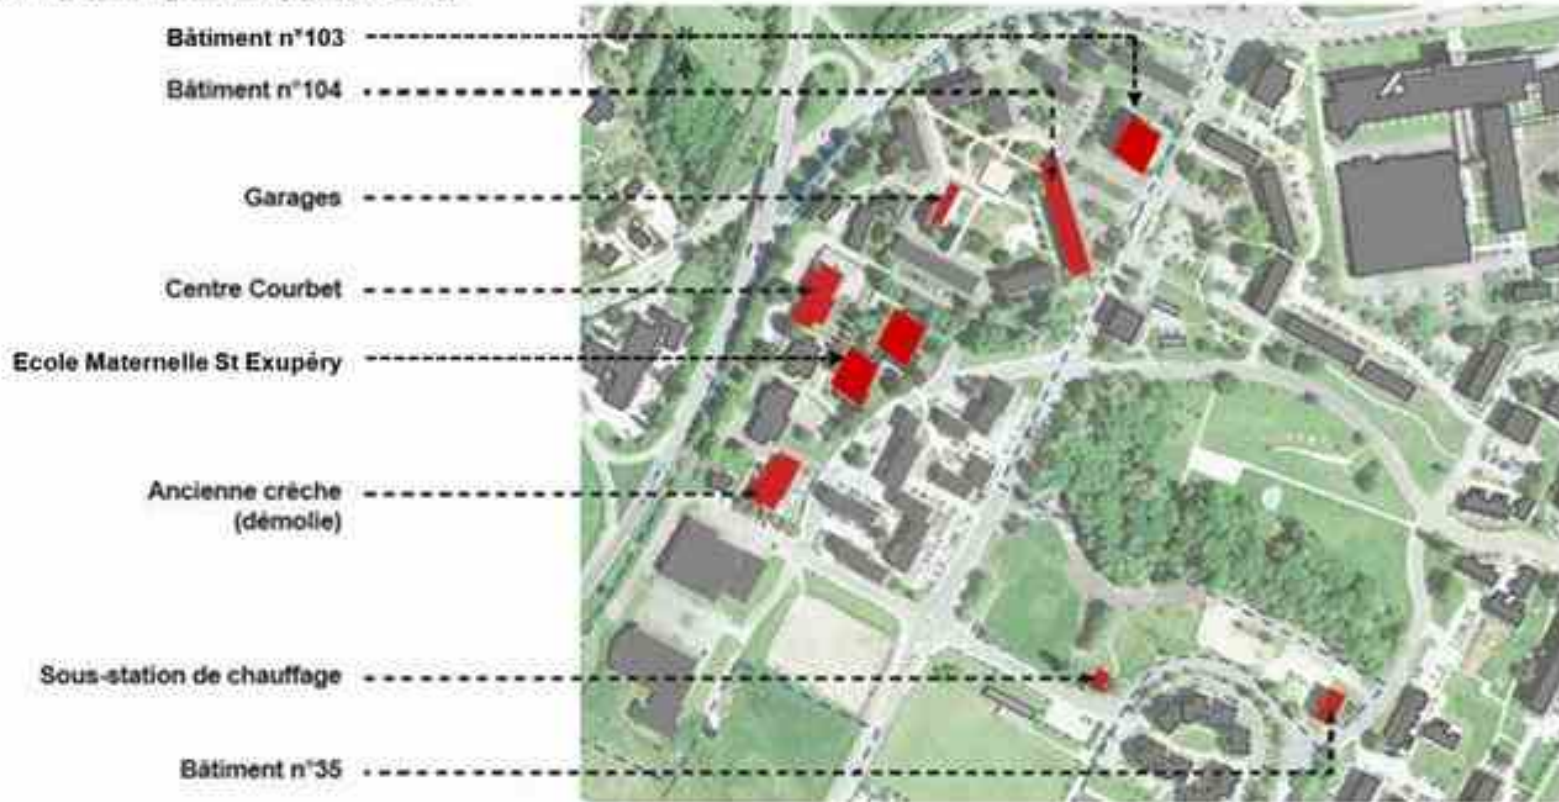 Bâtiment n°103
Bâtiment n°104
Garages
Centre Courbet
Ecole Maternelle St Exupéry
Ancienne crèche
(démolie)
Sous-station de chauffage
Bâtiment n°35